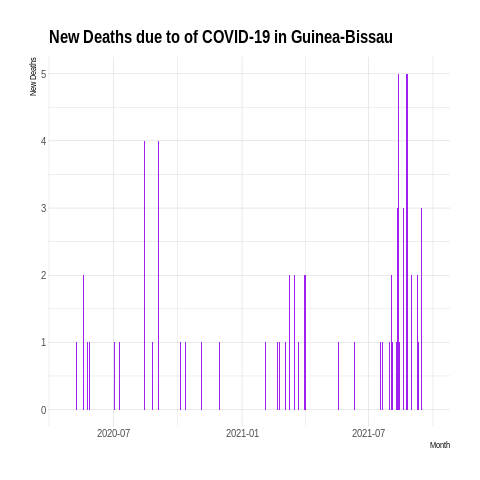 New Deaths due to of COVID-19 in Guinea-Bissau
New Deaths
5
4
3
2
1
0
2020-07 2021-01 2021-07
Month